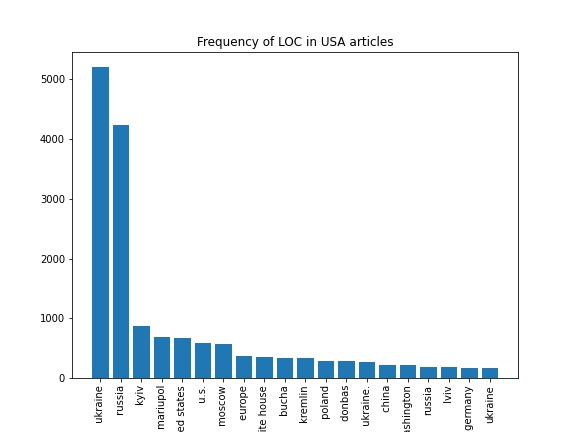 Frequency of LOC in USA articles
5000
4000
3000
2000
1000
0
ukraine
russia
kyiv
mariupol
ed states
u.s.
moscow
europe
ite house
bucha
kremlin
poland
donbas
ukraine.
china
shington
russia
lviv
germany
ukraine